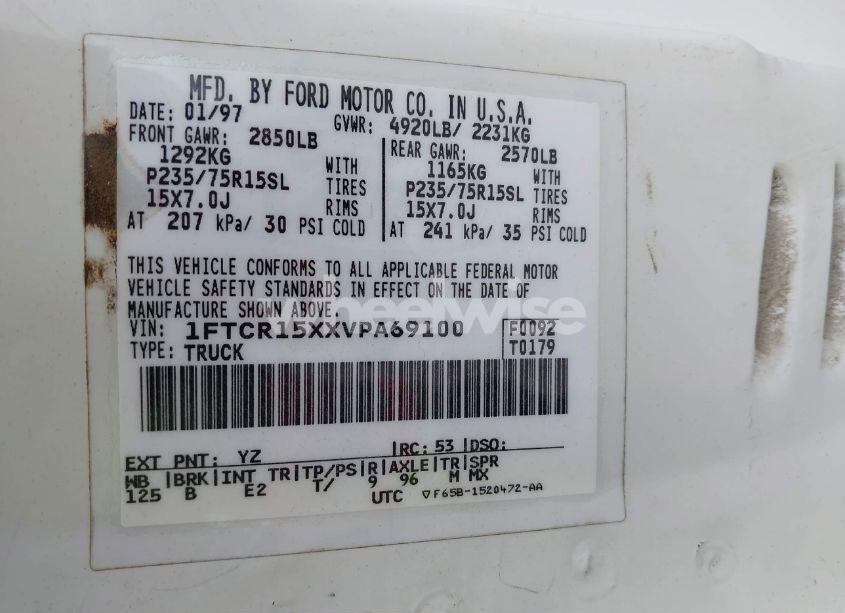 MFD. BY FORD MOTOR CO. IN U.S.A.
DATE: 01/97 GVWR: 4920LB/ 2231KG
FRONT GAWR: 2850LB
1292KG WITH
P235/75R15SL TIRES
15X7.0J RIMS
AT 207 kPa/ 30 PSI COLD
REAR GAWR: 2570LB
1165KG WITH
P235/75R15SL TIRES
15X7.0J RIMS
AT 241 kPa/ 35 PSI COLD
THIS VEHICLE CONFORMS TO ALL APPLICABLE FEDERAL MOTOR
VEHICLE SAFETY STANDARDS IN EFFECT ON THE DATE OF
MANUFACTURE SHOWN ABOVE.
wheelwise
VIN: 1FTCR15XXVPA69100 F0092
TYPE: TRUCK T0179
EXT PNT: YZ RC: 53 DSO:
WB BRK INT TR TP/PS R AXLE TR SPR
125 B E2 T/ 9 96 M MX
UTC ▽F65B-1520472-AA